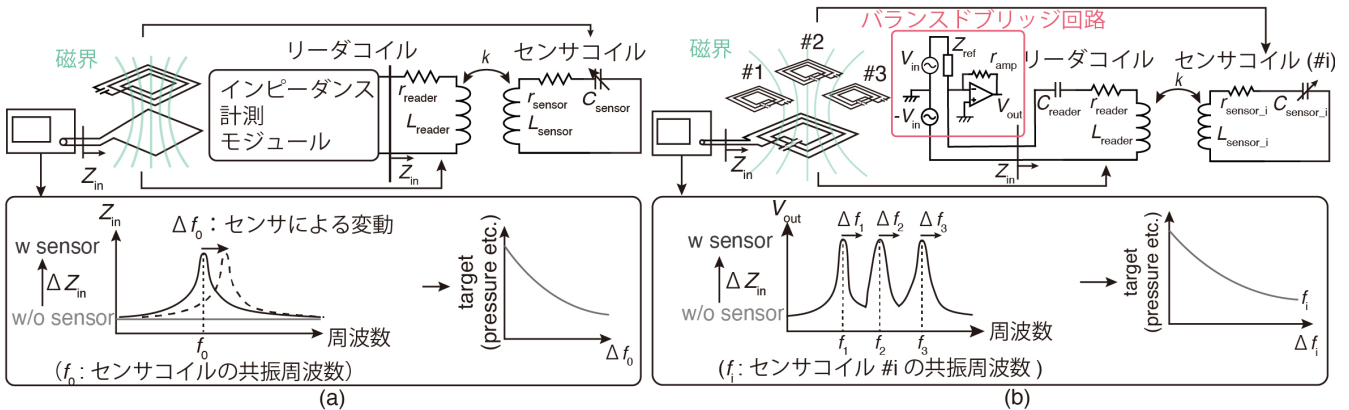 磁界
リーダコイル
センサコイル
インピーダンス
計測
モジュール
r_reader
L_reader
k
r_sensor
L_sensor
C_sensor
Z_in
Z_in
Z_in
Δf_0：センサによる変動
w sensor
ΔZ_in
w/o sensor
f_0
周波数
(f_0：センサコイルの共振周波数)
target
(pressure etc.)
Δf_0
(a)
バランスドブリッジ回路
磁界
#1
#2
#3
V_in
-V_in
Z_ref
r_amp
V_out
リーダコイル
センサコイル (#i)
C_reader
r_reader
L_reader
k
r_sensor_i
L_sensor_i
C_sensor_i
Z_in
Z_in
V_out
Δf_1
Δf_2
Δf_3
w sensor
ΔZ_in
w/o sensor
f_1
f_2
f_3
周波数
(f_i：センサコイル #i の共振周波数 )
target
(pressure etc.)
f_i
Δf_i
(b)